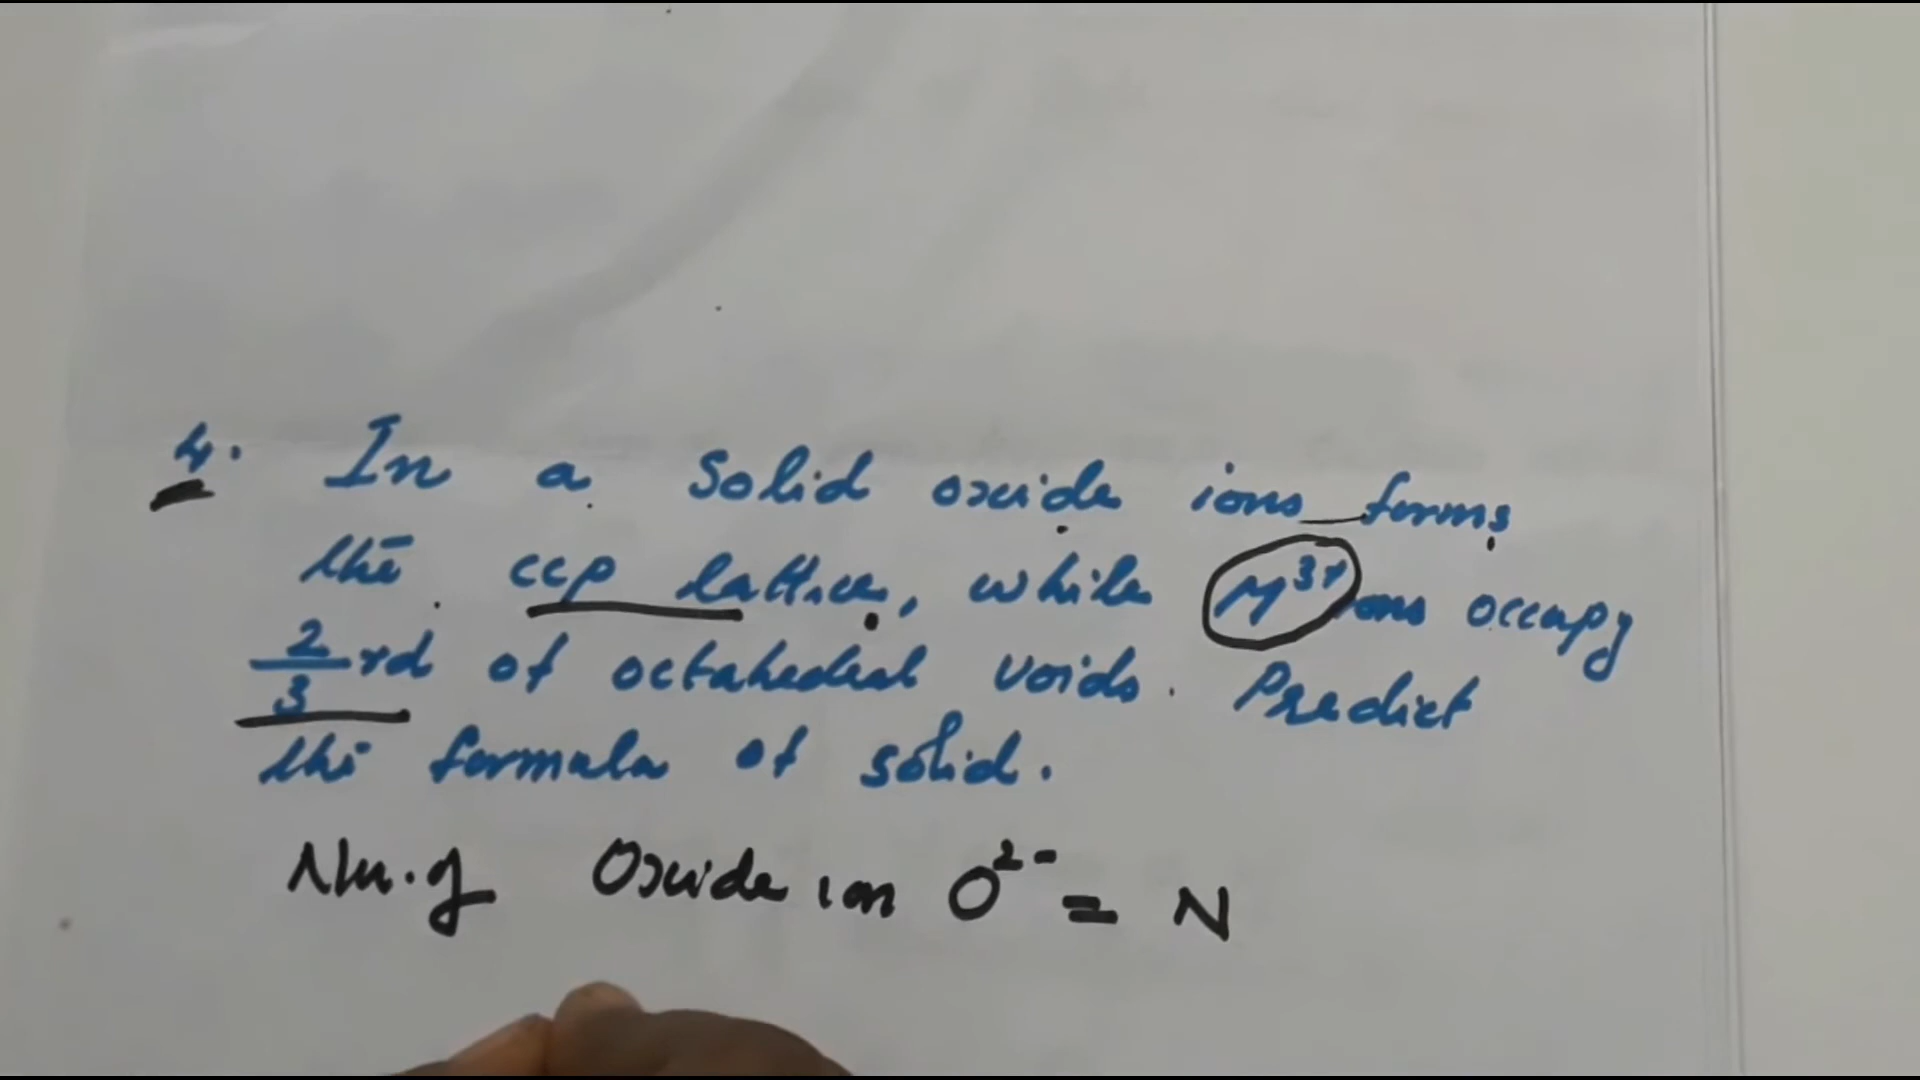 4. In a solid oxide ions forms
the ccp lattice, while M³⁺ ions occupy
2/3 rd of octahedral voids. Predict
the formula of solid.
Nu. of Oxide ion O²⁻ = N